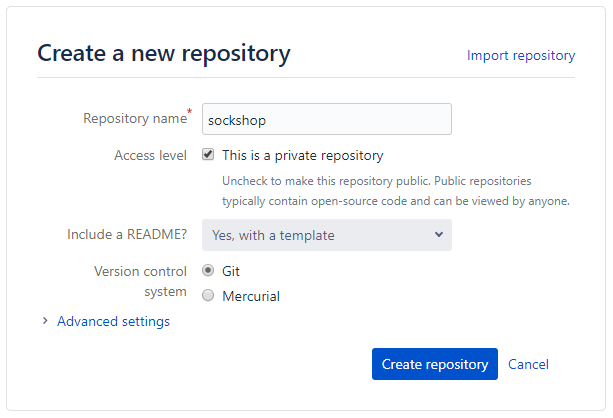 Create a new repository
Import repository
Repository name*
sockshop
Access level
This is a private repository
Uncheck to make this repository public. Public repositories
typically contain open-source code and can be viewed by anyone.
Include a README?
Yes, with a template
Version control
system
Git
Mercurial
Advanced settings
Create repository
Cancel